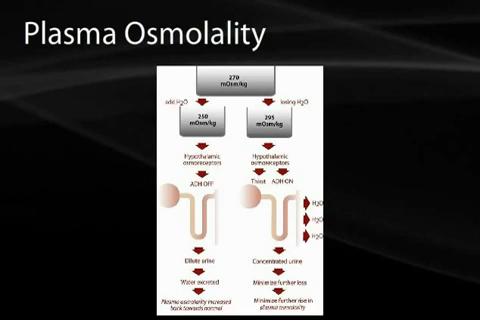 Plasma Osmolality
270
mOsm/kg
add H2O
losing H2O
250
mOsm/kg
295
mOsm/kg
Hypothalamic
osmoreceptors
Hypothalamic
osmoreceptors
ADH OFF
Thirst
ADH ON
H2O
H2O
H2O
Dilute urine
Concentrated urine
Water excreted
Minimize further loss
Plasma osmolarity increased
back towards normal
Minimize further rise in
plasma osmolality